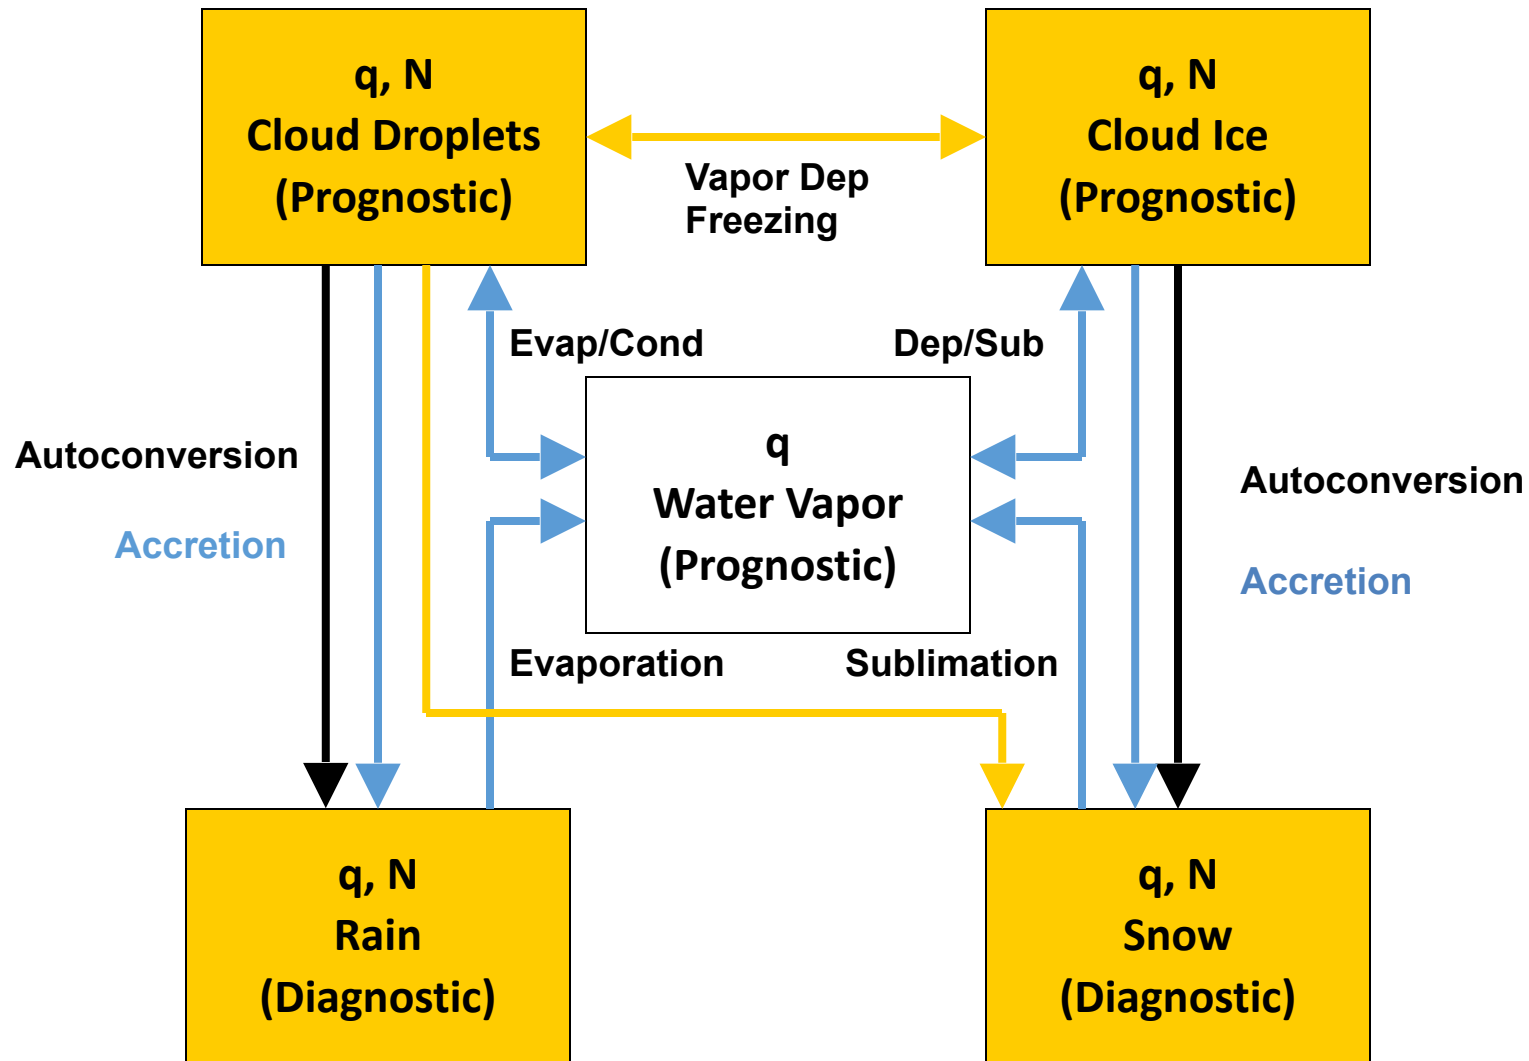 q, N
Cloud Droplets
(Prognostic)
q, N
Cloud Ice
(Prognostic)
Vapor Dep
Freezing
Evap/Cond
Dep/Sub
Autoconversion
Accretion
q
Water Vapor
(Prognostic)
Autoconversion
Accretion
Evaporation
Sublimation
q, N
Rain
(Diagnostic)
q, N
Snow
(Diagnostic)